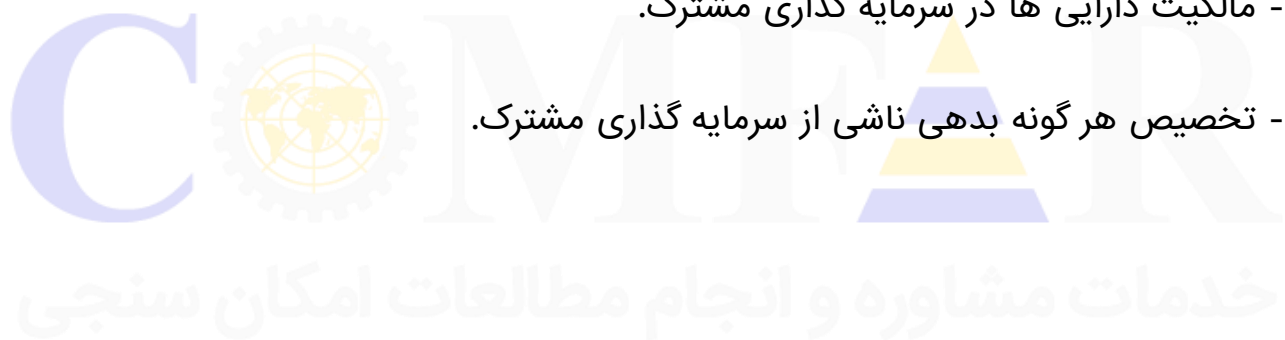 - مالکیت دارایی ها در سرمایه گذاری مشترک.
- تخصیص هر گونه بدهی ناشی از سرمایه گذاری مشترک.
COMFAR
خدمات مشاوره و انجام مطالعات امکان سنجی